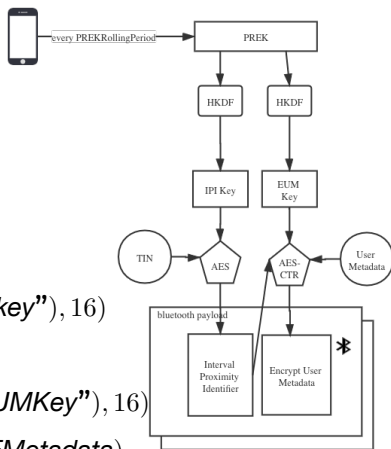 every PREKRollingPeriod
PREK
HKDF
HKDF
IPI Key
EUM
Key
TIN
AES
AES-
CTR
User
Metadata
key”), 16)
bluetooth payload
Interval
Proximity
Identifier
Encrypt User
Metadata
UMKey”), 16)
Metadata)